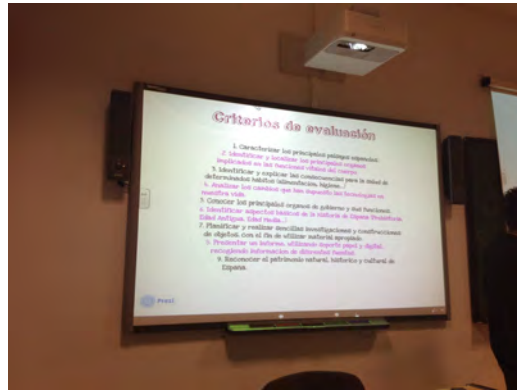 Criterios de evaluación
1. Caracterizar los principales paisajes españoles.
2. Identificar y localizar los principales órganos
implicados en las funciones vitales del cuerpo
3. Identificar y explicar las consecuencias para la salud de
determinados hábitos (alimentación, higiene...)
4. Analizar los cambios que han supuesto las tecnologías en
nuestra vida.
5. Conocer los principales órganos de gobierno y sus funciones.
6. Identificar aspectos básicos de la Historia de España (Prehistoria,
Edad Antigua, Edad Media...)
7. Planificar y realizar sencillas investigaciones y construcciones
de objetos, con el fin de utilizar material apropiado.
8. Presentar un informe, utilizando soporte papel y digital,
recogiendo información de diferentes fuentes.
9. Reconocer el patrimonio natural, histórico y cultural de
España.
Prezi